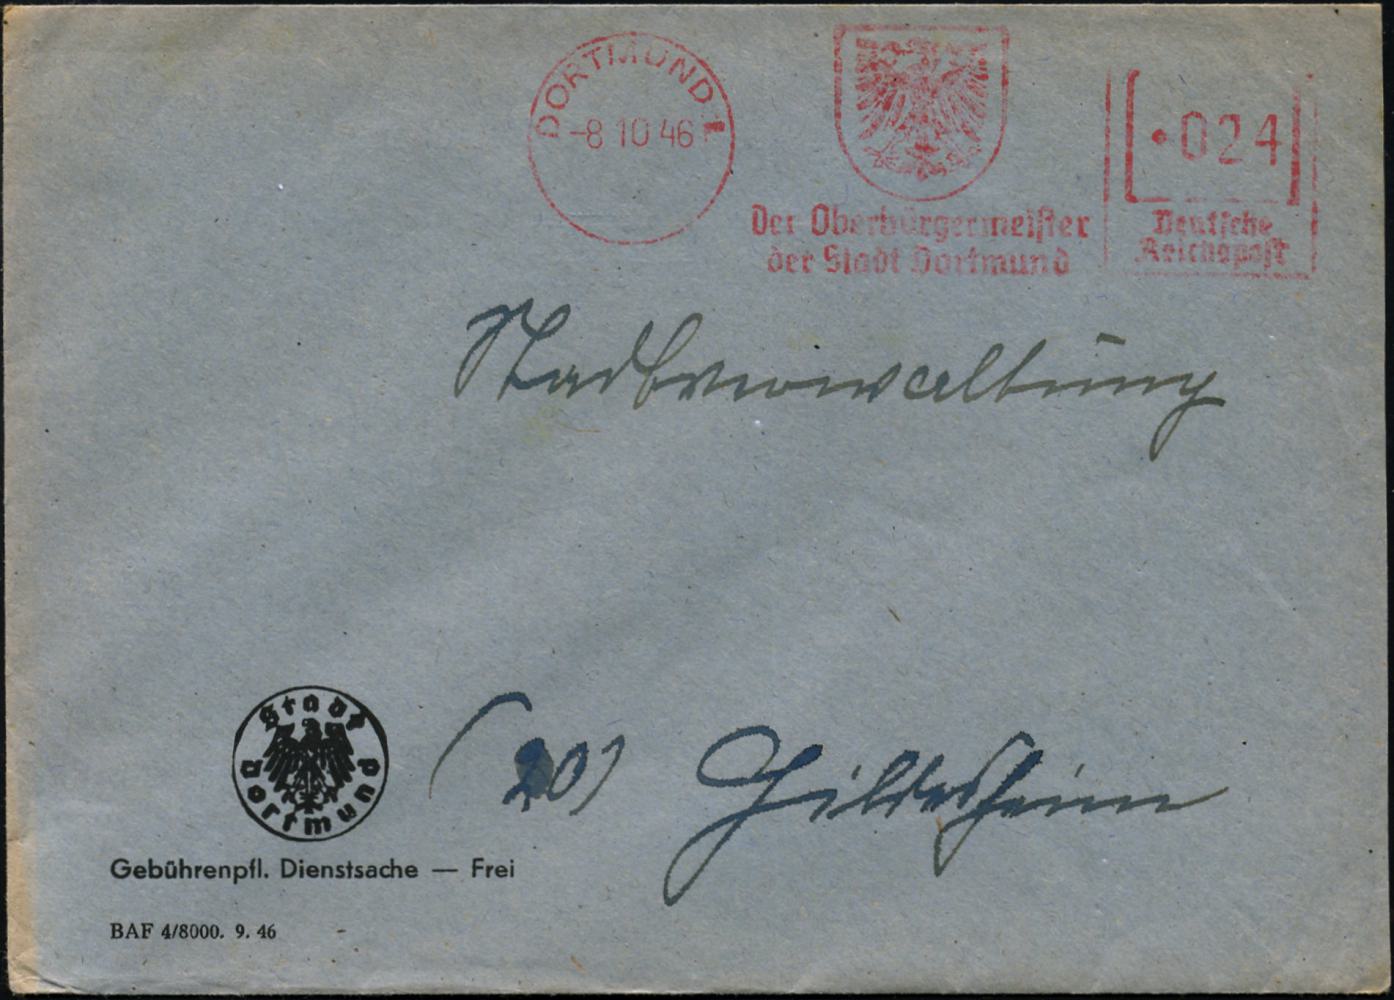 DORTMUND 1
-8 10 46
·024
Der Oberbürgermeister
der Stadt Dortmund
Deutsche
Reichspost
Stadtverwaltung
(20) Hildesheim
Stadt
Dortmund
Gebührenpfl. Dienstsache — Frei
BAF 4/8000. 9. 46